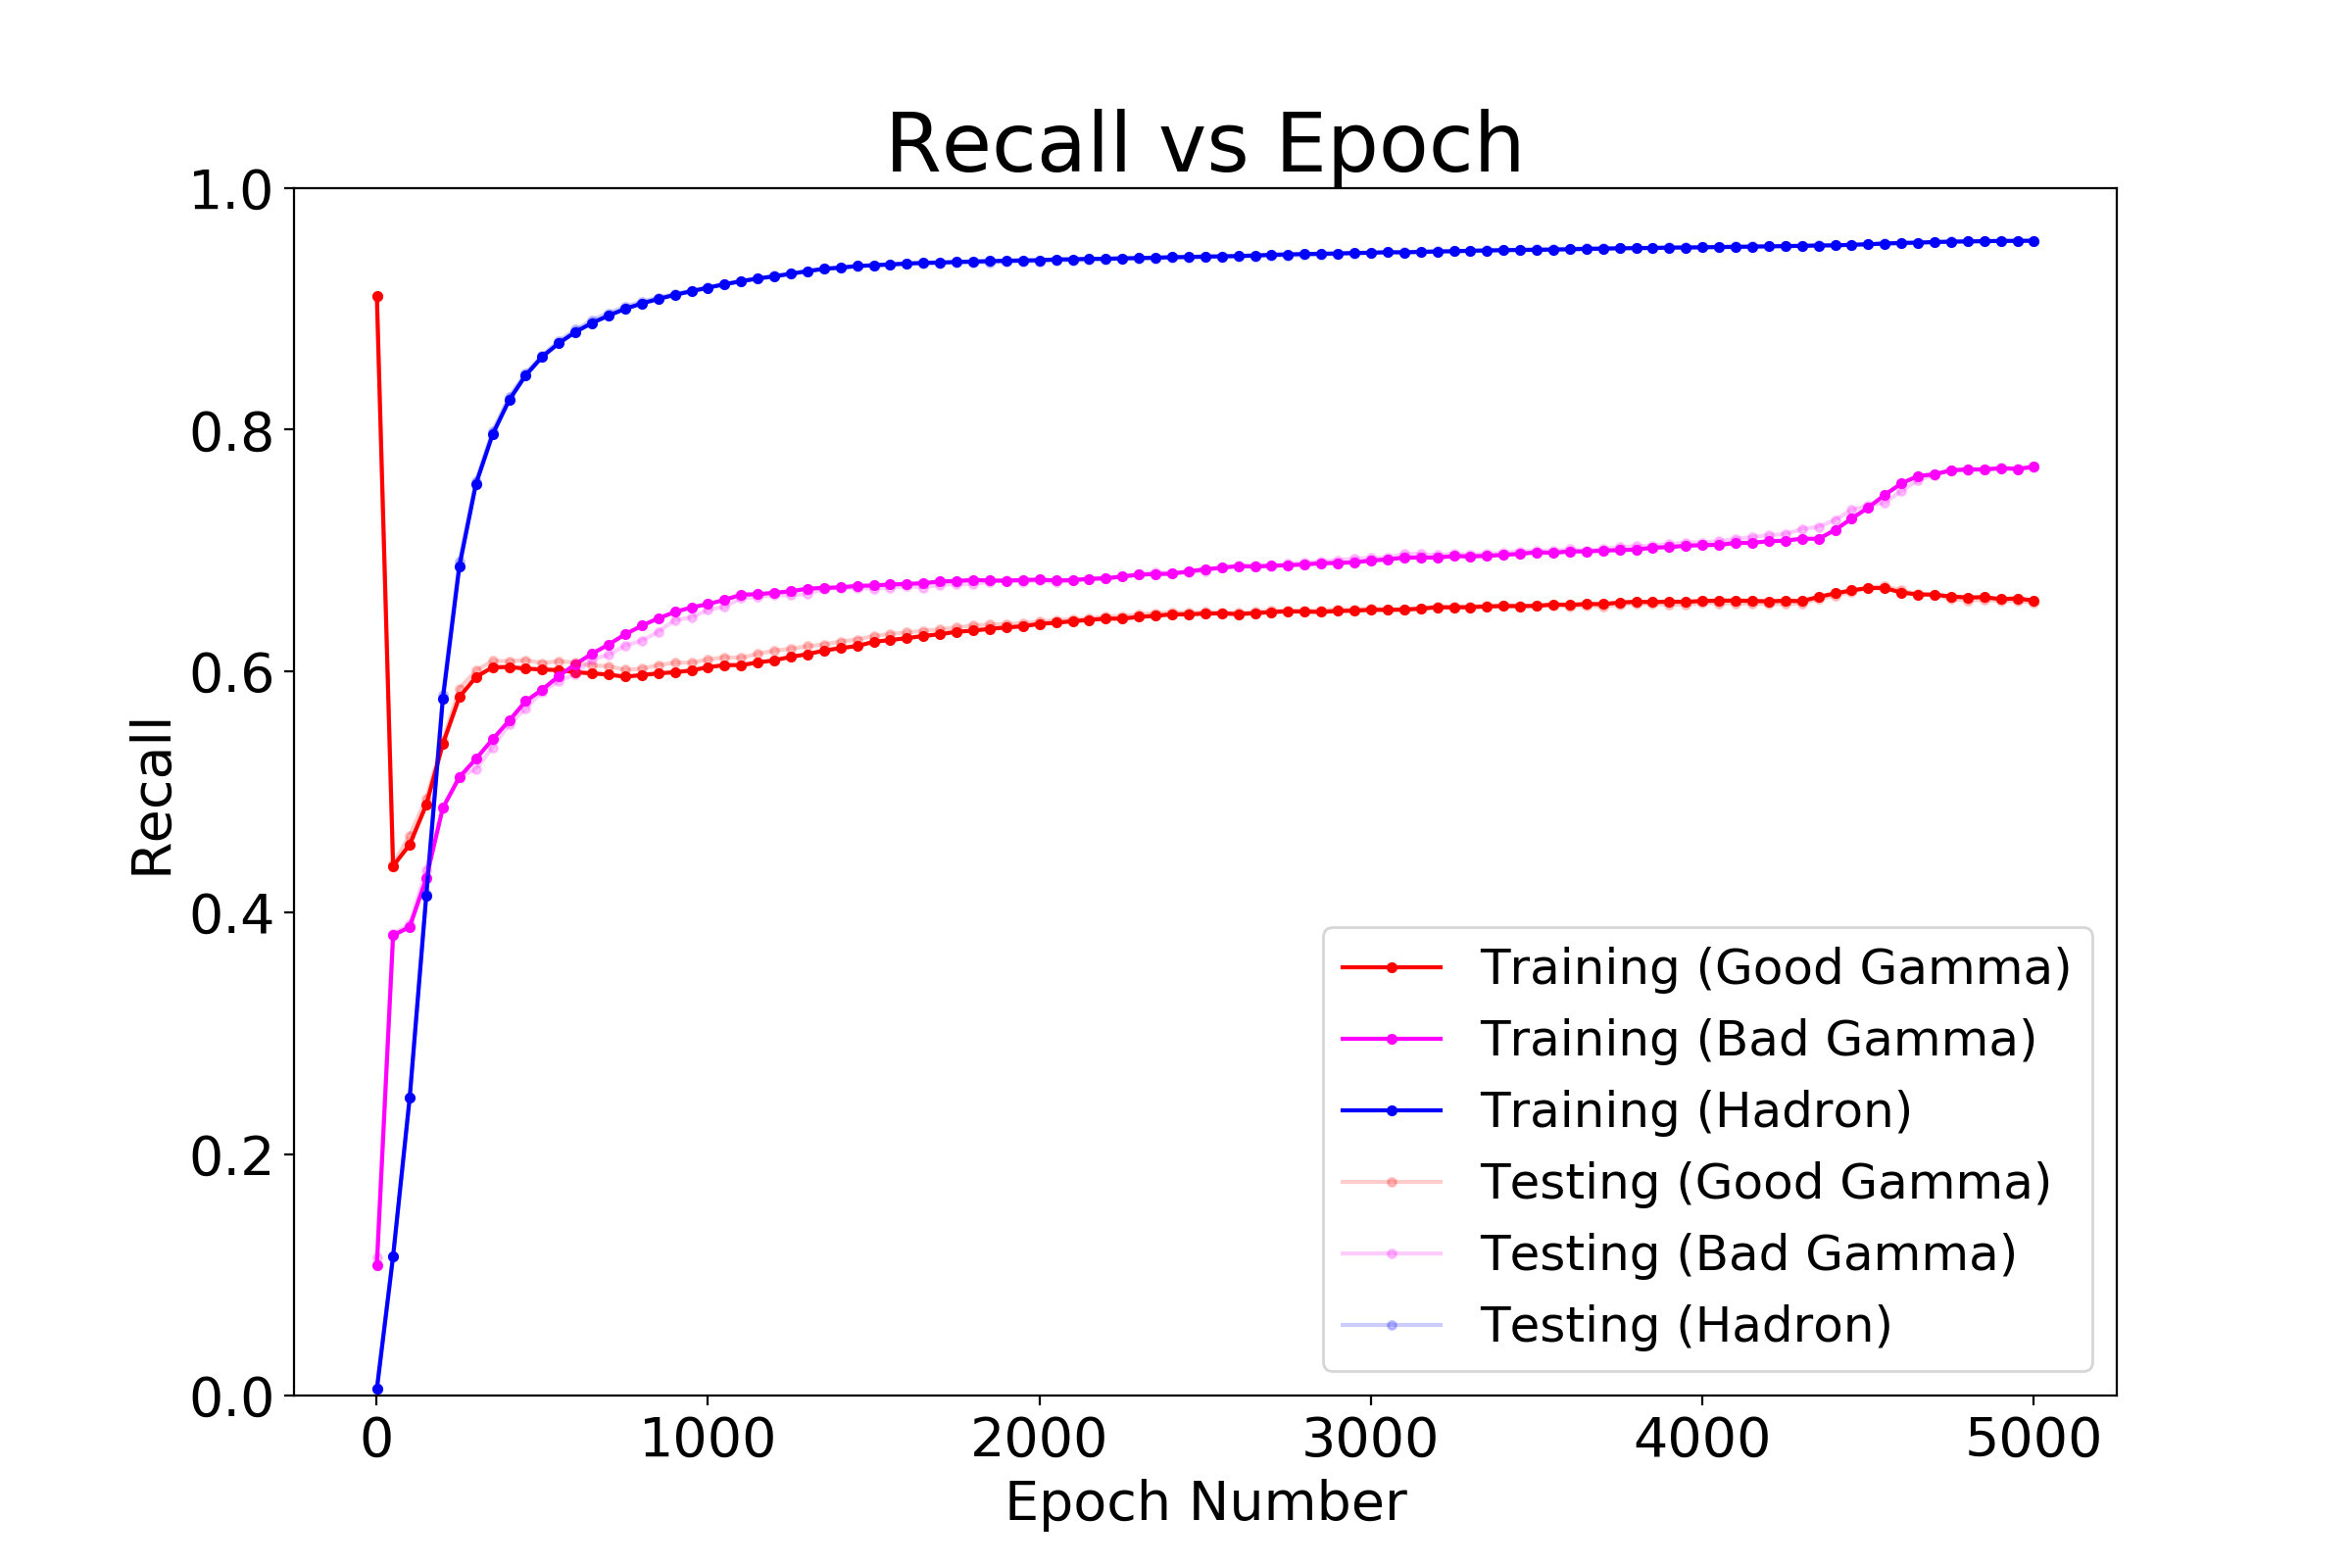 Recall vs Epoch
1.0
0.8
0.6
0.4
0.2
0.0
Recall
0 1000 2000 3000 4000 5000
Epoch Number
Training (Good Gamma)
Training (Bad Gamma)
Training (Hadron)
Testing (Good Gamma)
Testing (Bad Gamma)
Testing (Hadron)